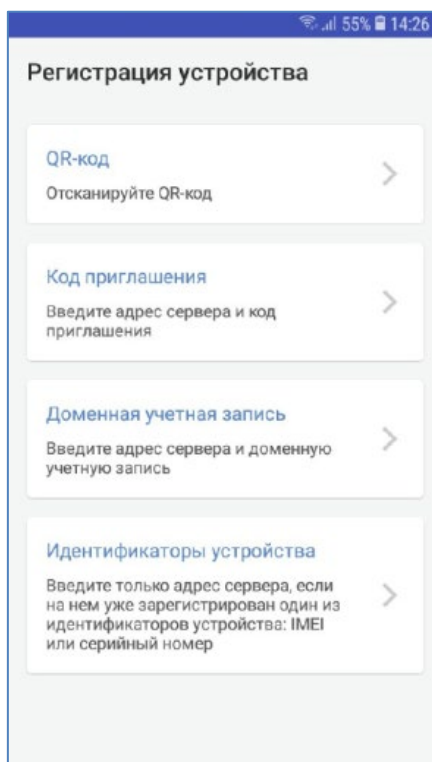 55% 14:26
Регистрация устройства
QR-код
Отсканируйте QR-код
Код приглашения
Введите адрес сервера и код
приглашения
Доменная учетная запись
Введите адрес сервера и доменную
учетную запись
Идентификаторы устройства
Введите только адрес сервера, если
на нем уже зарегистрирован один из
идентификаторов устройства: IMEI
или серийный номер